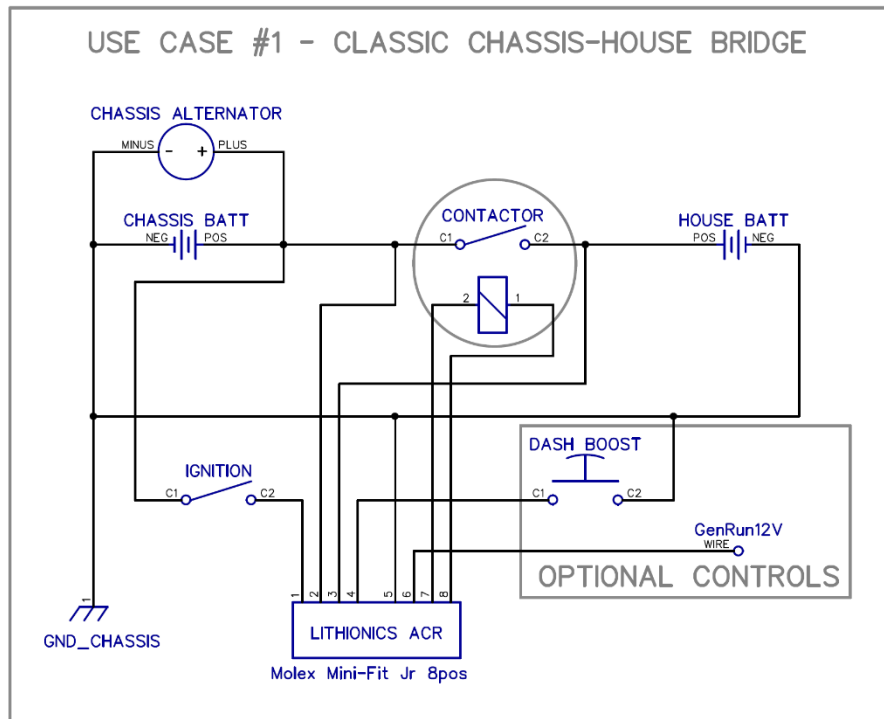 USE CASE #1 - CLASSIC CHASSIS-HOUSE BRIDGE
CHASSIS ALTERNATOR
MINUS - + PLUS
CHASSIS BATT
NEG POS
CONTACTOR
C1 C2
2 1
HOUSE BATT
POS NEG
IGNITION
C1 C2
DASH BOOST
C1 C2
GenRun12V
WIRE
OPTIONAL CONTROLS
1
GND_CHASSIS
1 2 3 4 5 6 7 8
LITHIONICS ACR
Molex Mini-Fit Jr 8pos